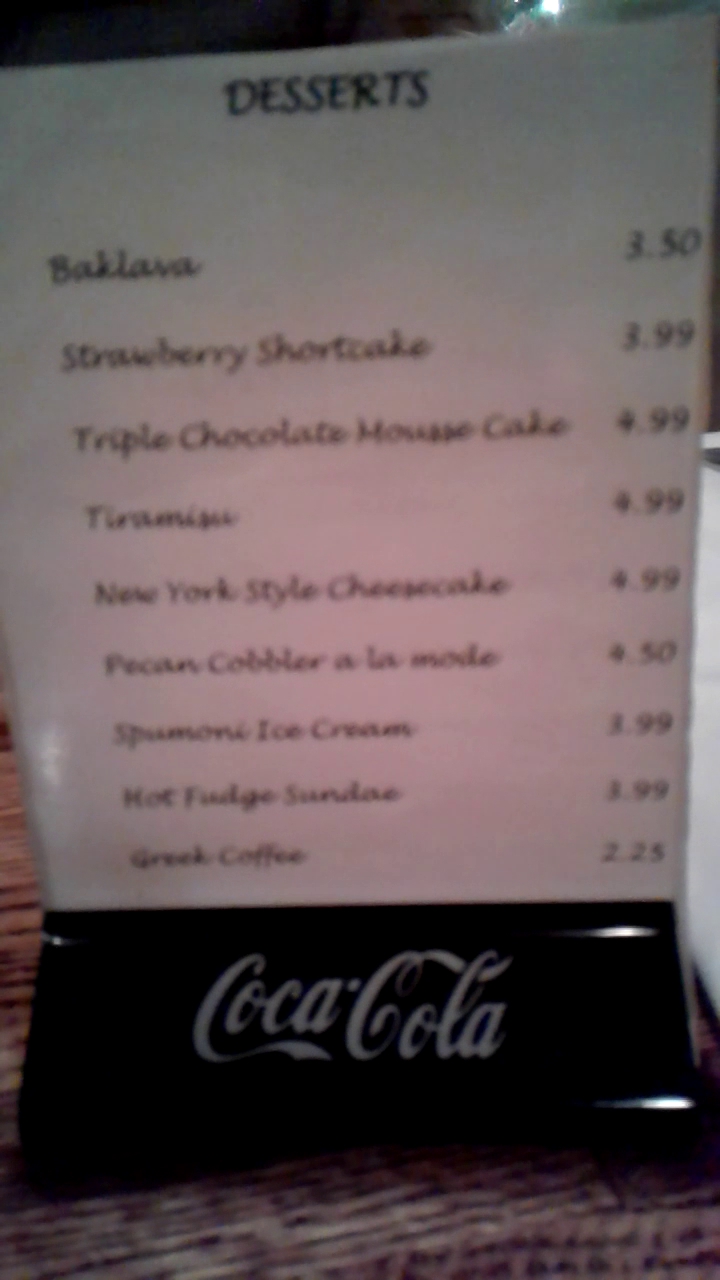 DESSERTS
Baklava 3.50
Strawberry Shortcake 3.99
Triple Chocolate Mousse Cake 4.99
Tiramisu 4.99
New York Style Cheesecake 4.99
Pecan Cobbler a la mode 4.50
Spumoni Ice Cream 3.99
Hot Fudge Sundae 3.99
Greek Coffee 2.25
Coca-Cola